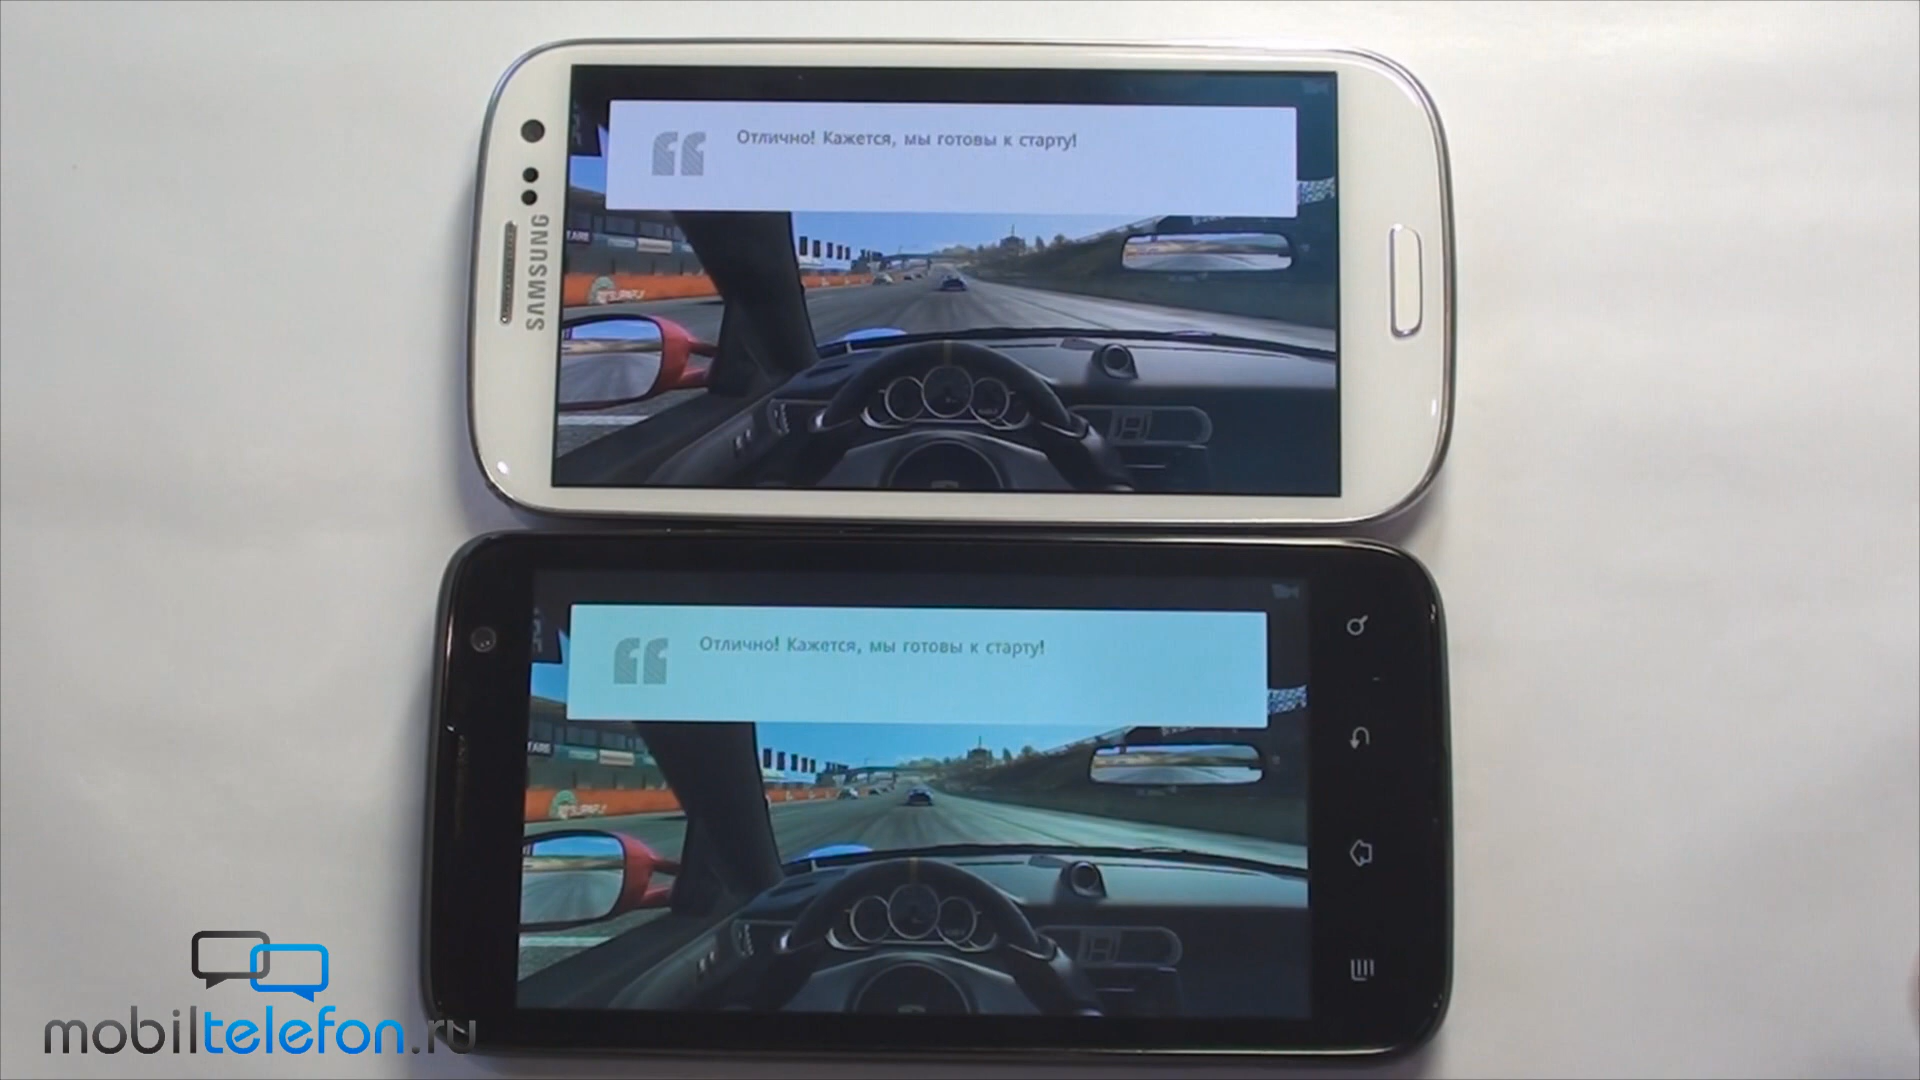 SAMSUNG
Отлично! Кажется, мы готовы к старту!
Отлично! Кажется, мы готовы к старту!
mobiltelefon.ru